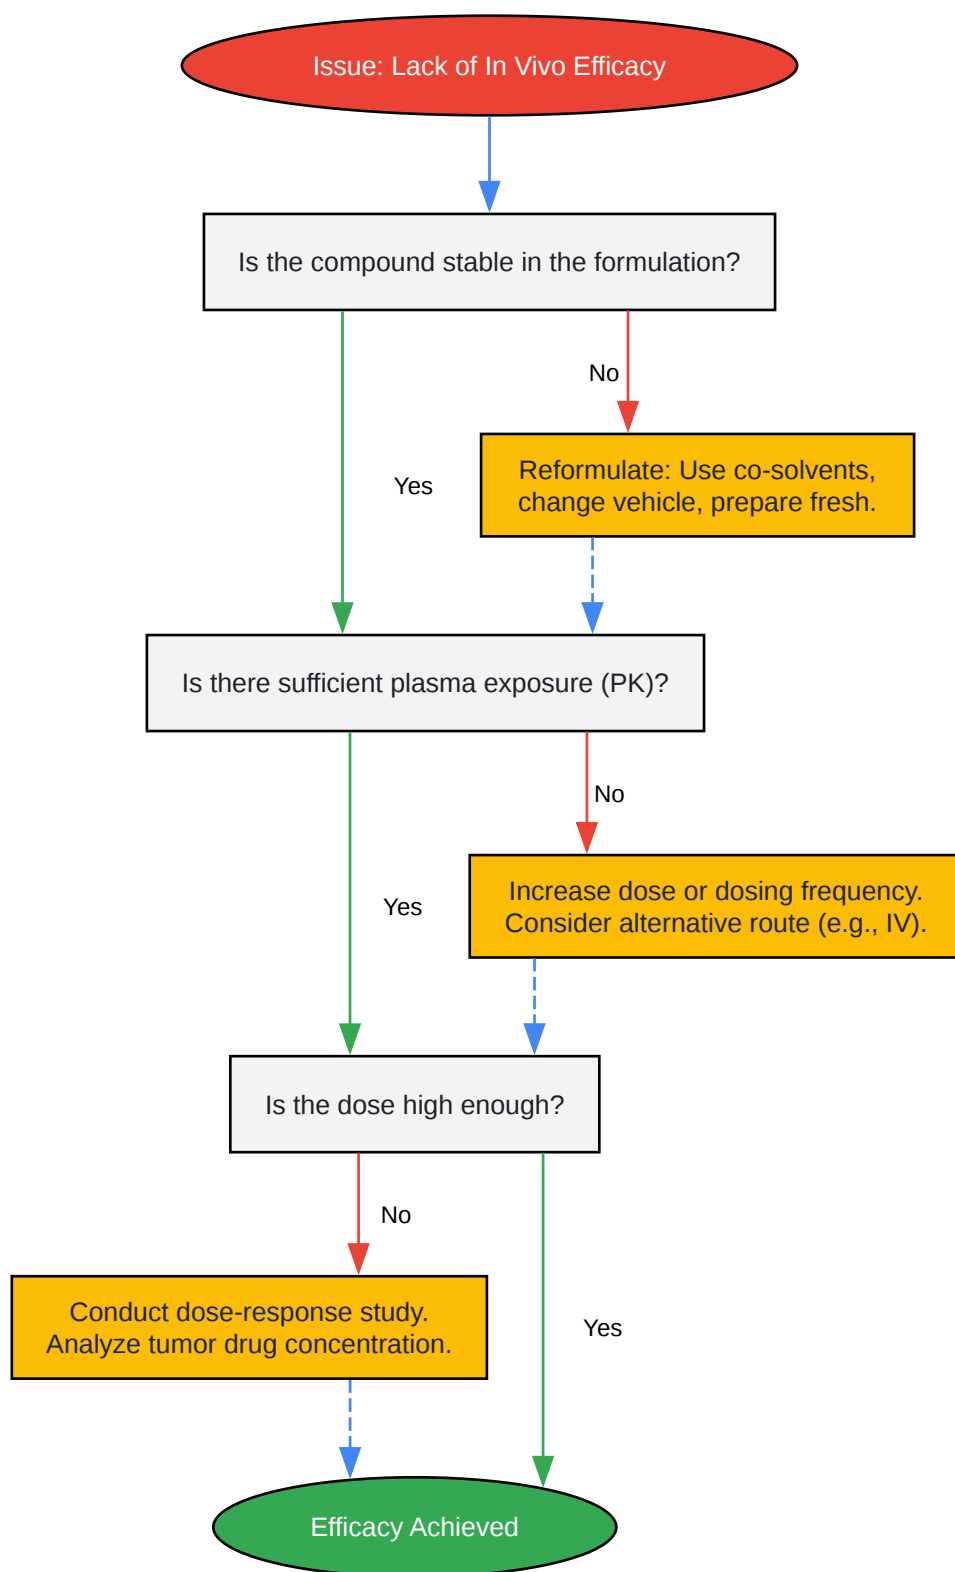 Issue: Lack of In Vivo Efficacy
Is the compound stable in the formulation?
No
Reformulate: Use co-solvents,
change vehicle, prepare fresh.
Yes
Is there sufficient plasma exposure (PK)?
No
Increase dose or dosing frequency.
Consider alternative route (e.g., IV).
Yes
Is the dose high enough?
No
Conduct dose-response study.
Analyze tumor drug concentration.
Yes
Efficacy Achieved